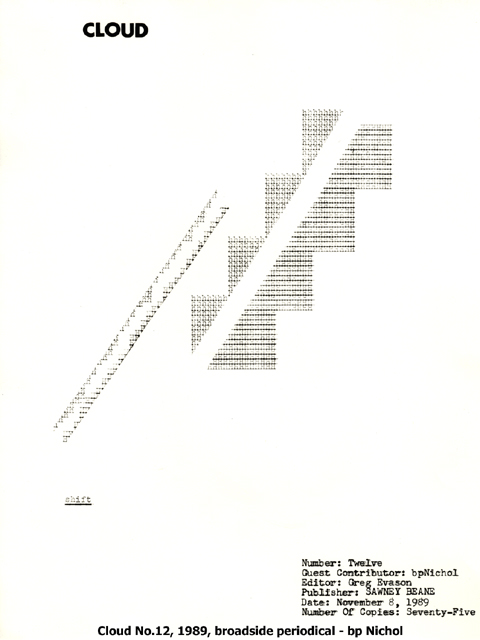 CLOUD
shift
Number: Twelve
Guest Contributor: bpNichol
Editor: Greg Evason
Publisher: SAWNEY BEANE
Date: November 8, 1989
Number Of Copies: Seventy-Five
Cloud No.12, 1989, broadside periodical - bp Nichol